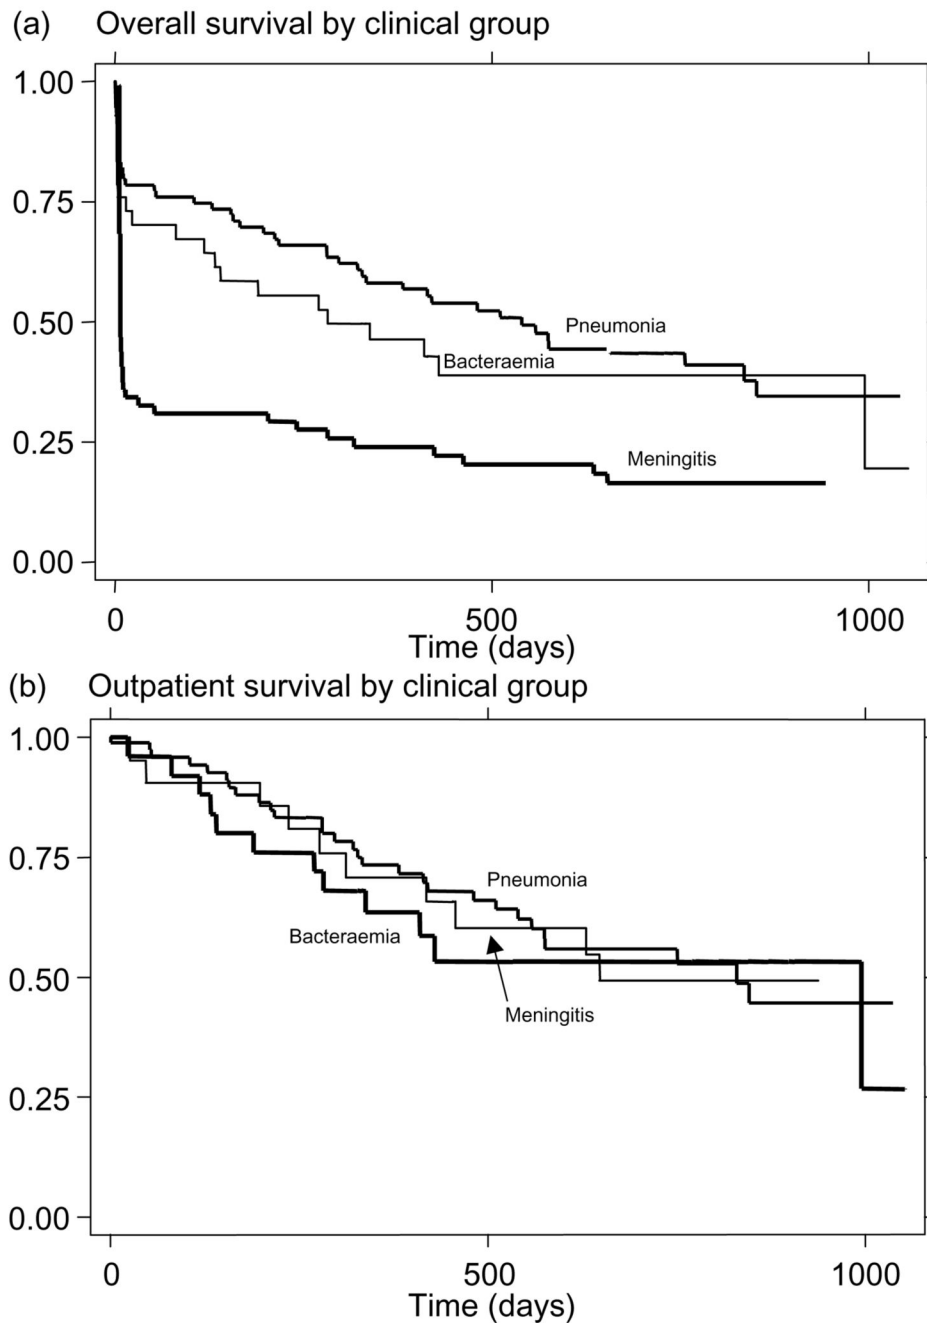 (a) Overall survival by clinical group
1.00
0.75
0.50
0.25
0.00
Pneumonia
Bacteraemia
Meningitis
0 500 1000
Time (days)
(b) Outpatient survival by clinical group
1.00
0.75
0.50
0.25
0.00
Pneumonia
Bacteraemia
Meningitis
0 500 1000
Time (days)